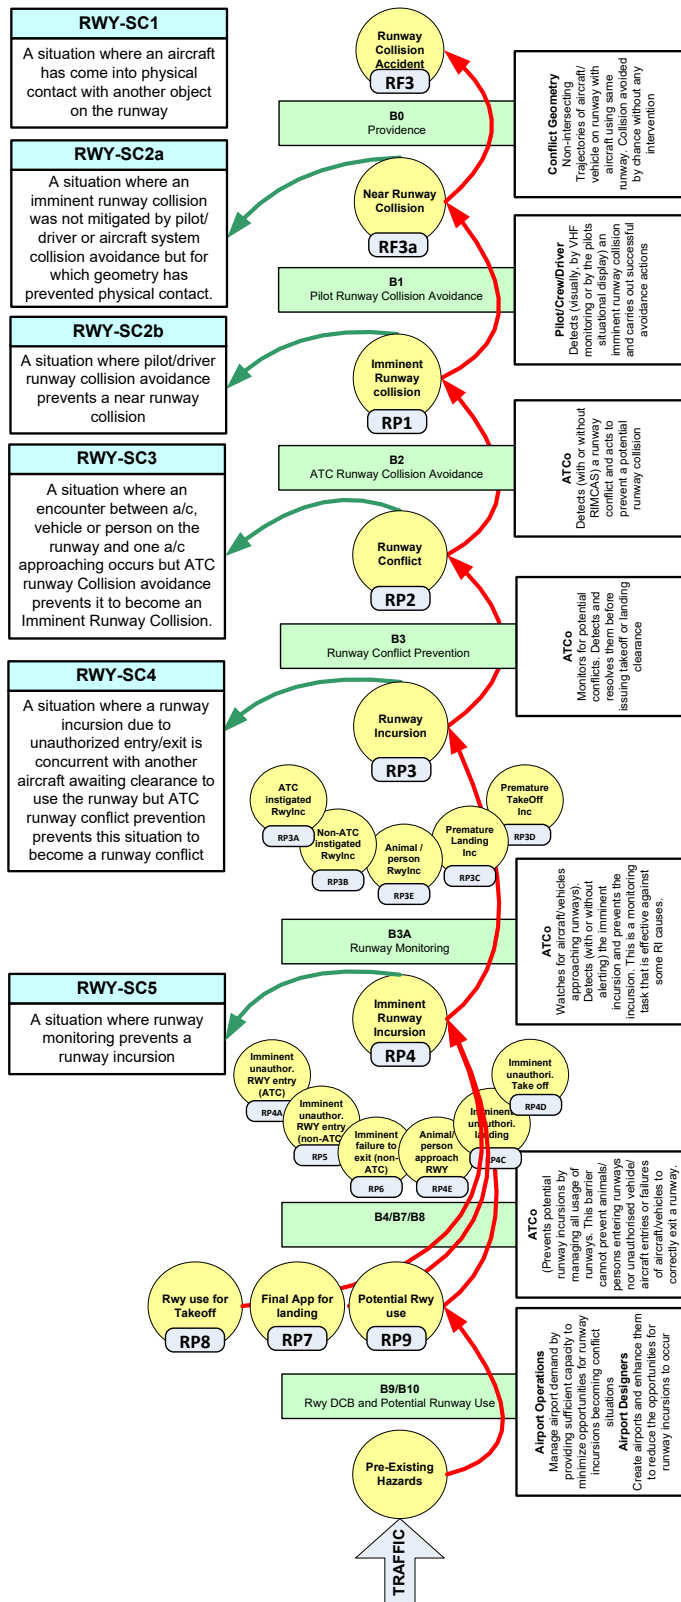 RWY-SC1
A situation where an aircraft
has come into physical
contact with another object
on the runway
RWY-SC2a
A situation where an
imminent runway collision
was not mitigated by pilot/
driver or aircraft system
collision avoidance but for
which geometry has
prevented physical contact.
RWY-SC2b
A situation where pilot/driver
runway collision avoidance
prevents a near runway
collision
RWY-SC3
A situation where an
encounter between a/c,
vehicle or person on the
runway and one a/c
approaching occurs but ATC
runway Collision avoidance
prevents it to become an
Imminent Runway Collision.
RWY-SC4
A situation where a runway
incursion due to
unauthorized entry/exit is
concurrent with another
aircraft awaiting clearance to
use the runway but ATC
runway conflict prevention
prevents this situation to
become a runway conflict
RWY-SC5
A situation where runway
monitoring prevents a
runway incursion
Runway
Collision
Accident
RF3
B0
Providence
Near Runway
Collision
RF3a
B1
Pilot Runway Collision Avoidance
Imminent
Runway
collision
RP1
B2
ATC Runway Collision Avoidance
Runway
Conflict
RP2
B3
Runway Conflict Prevention
Runway
Incursion
RP3
ATC
instigated
RwyInc
RP3A
Non-ATC
instigated
RwyInc
RP3B
Animal /
person
RwyInc
RP3E
Premature
Landing
Inc
RP3C
Premature
TakeOff
Inc
RP3D
B3A
Runway Monitoring
Imminent
Runway
Incursion
RP4
Imminent
unauthor.
RWY entry
(ATC)
RP4A
Imminent
unauthor.
RWY entry
(non-ATC)
RP5
Imminent
failure to
exit (non-
ATC)
RP6
Animal/
person
approach
RWY
RP4E
Imminent
unauthori.
landing
RP4C
Imminent
unauthori.
Take off
RP4D
B4/B7/B8
Rwy use for
Takeoff
RP8
Final App for
landing
RP7
Potential Rwy
use
RP9
B9/B10
Rwy DCB and Potential Runway Use
Pre-Existing
Hazards
TRAFFIC
Conflict Geometry
Non-intersecting
Trajectories of aircraft/
vehicle on runway with
aircraft using same
runway. Collision avoided
by chance without any
intervention
Pilot/Crew/Driver
Detects (visually, by VHF
monitoring or by the pilots
situational display) an
imminent runway collision
and carries out successful
avoidance actions
ATCo
Detects (with or without
RIMCAS) a runway
conflict and acts to
prevent a potential
runway collision
ATCo
Monitors for potential
conflicts. Detects and
resolves them before
issuing takeoff or landing
clearance
ATCo
Watches for aircraft/vehicles
approaching runways).
Detects (with or without
alerting) the imminent
incursion and prevents the
incursion. This is a monitoring
task that is effective against
some RI causes.
ATCo
(Prevents potential
runway incursions by
managing all usage of
runways. This barrier
cannot prevent animals/
persons entering runways
nor unauthorised vehicle/
aircraft entries or failures
of aircraft/vehicles to
correctly exit a runway.
Airport Operations
Manage airport demand by
providing sufficient capacity to
minimize opportunities for runway
incursions becoming conflict
situations
Airport Designers
Create airports and enhance them
to reduce the opportunities for
runway incursions to occur